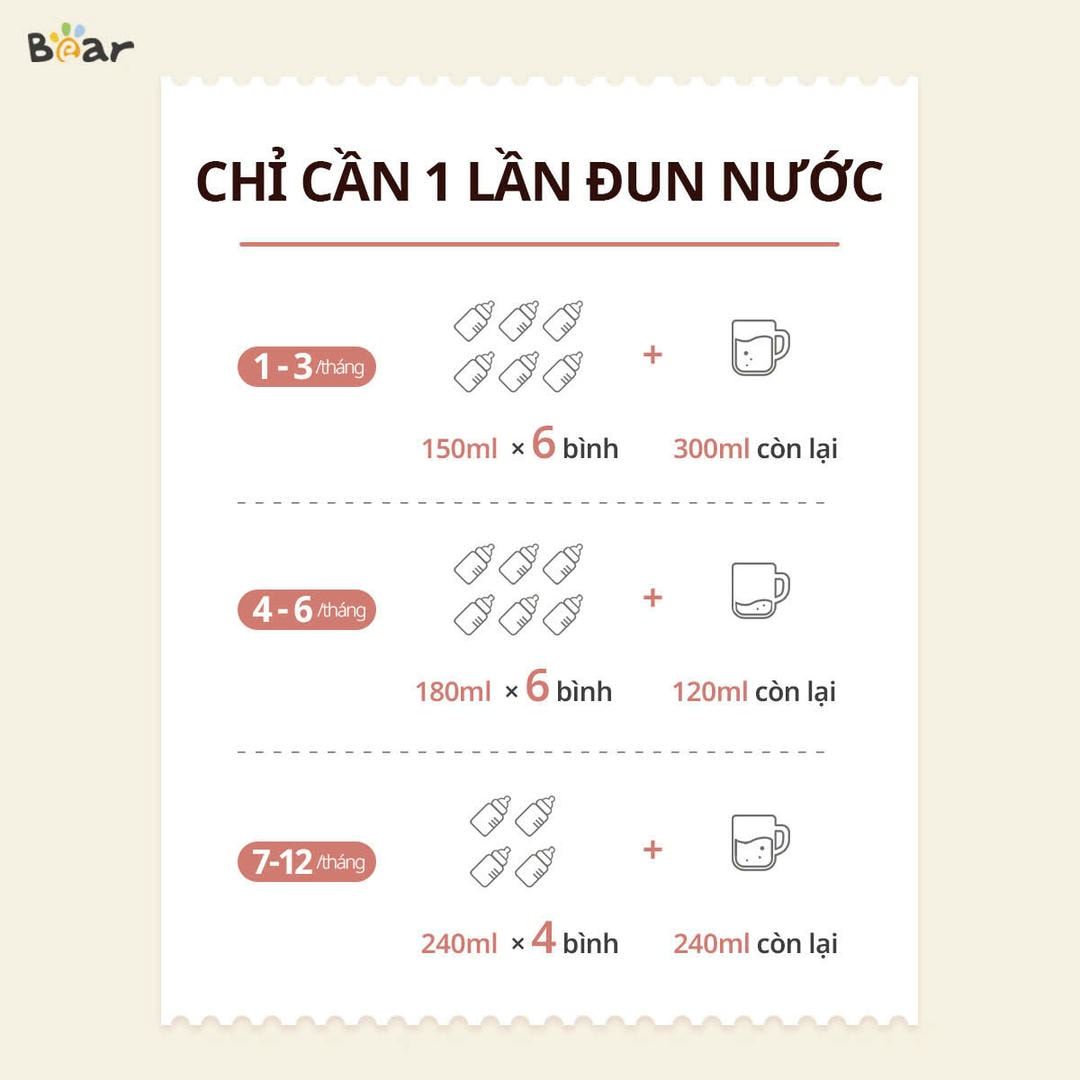 Bear
CHỈ CẦN 1 LẦN ĐUN NƯỚC
1 - 3 /tháng
+
150ml × 6 bình
300ml còn lại
4 - 6 /tháng
+
180ml × 6 bình
120ml còn lại
7-12 /tháng
+
240ml × 4 bình
240ml còn lại